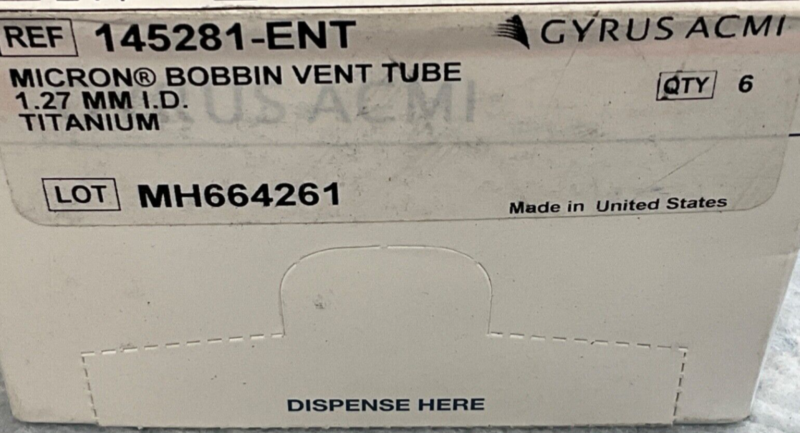 REF 145281-ENT
GYRUS ACMI
MICRON® BOBBIN VENT TUBE
1.27 MM I.D.
TITANIUM
QTY 6
LOT MH664261
Made in United States
DISPENSE HERE